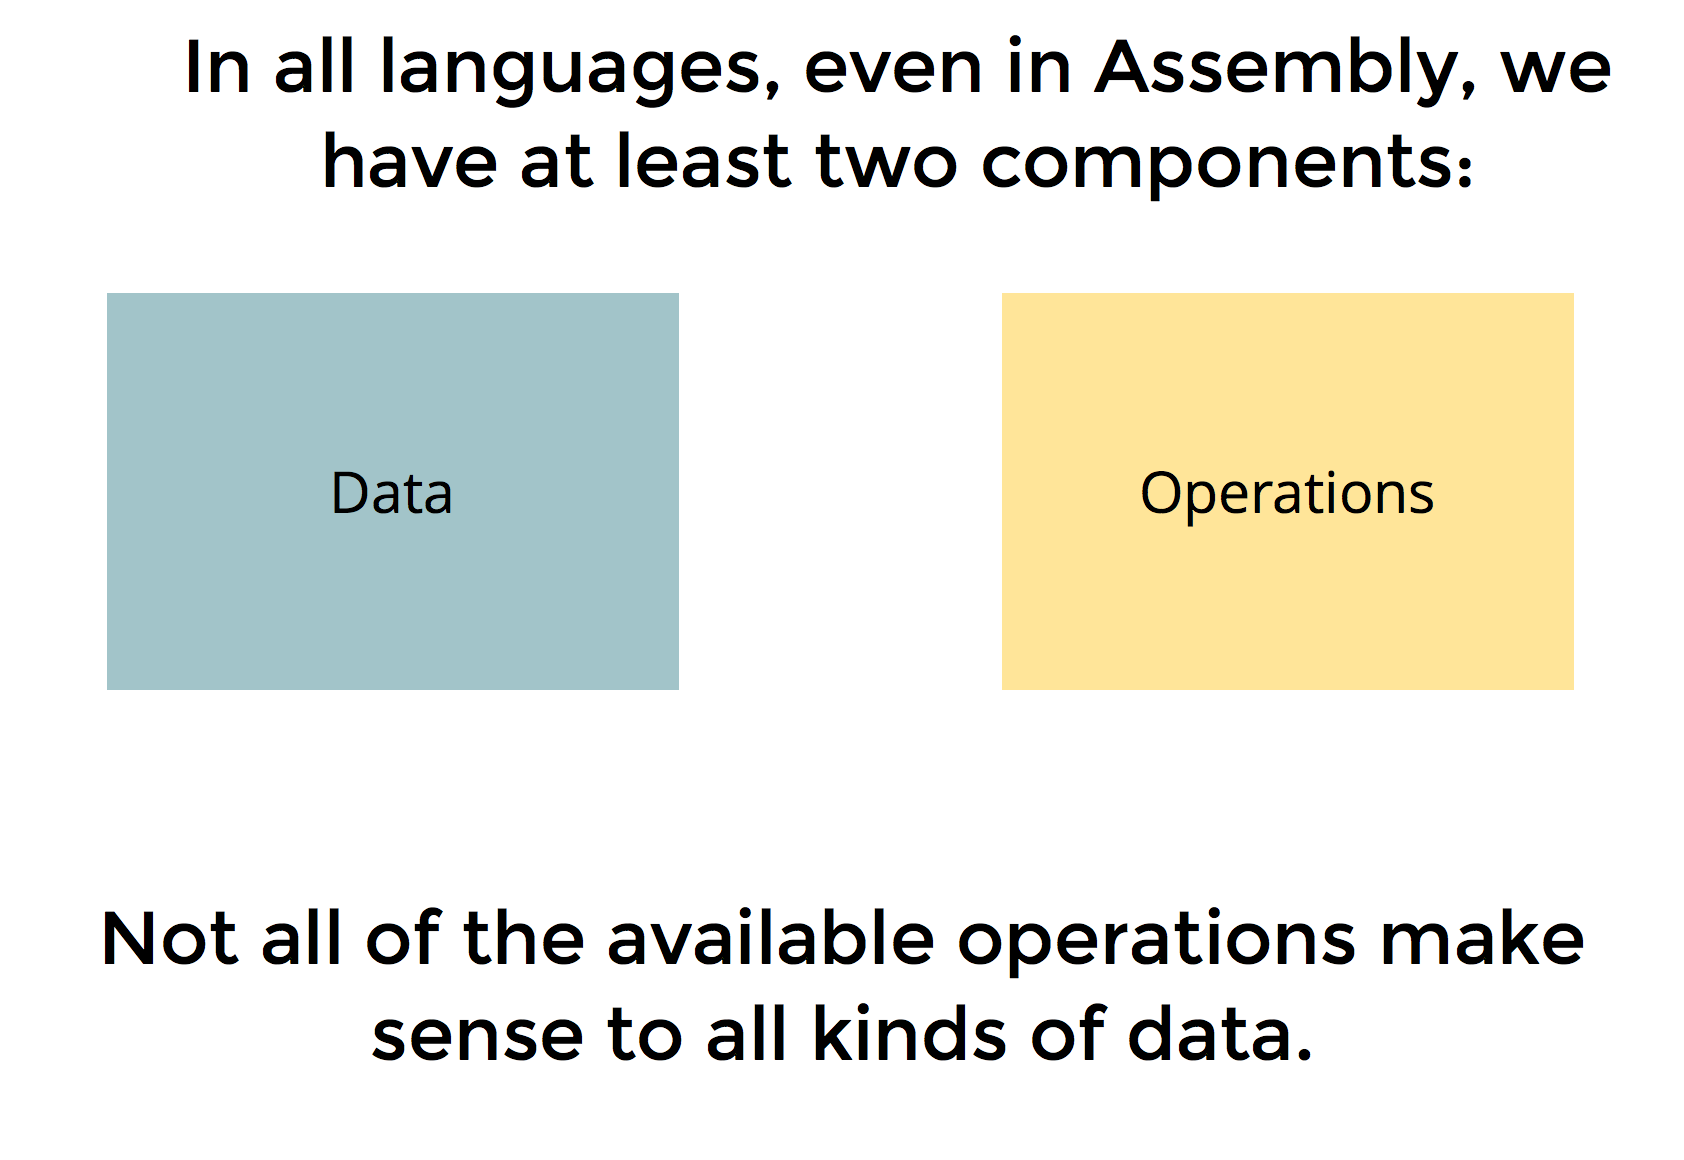 In all languages, even in Assembly, we
have at least two components:
Data
Operations
Not all of the available operations make
sense to all kinds of data.